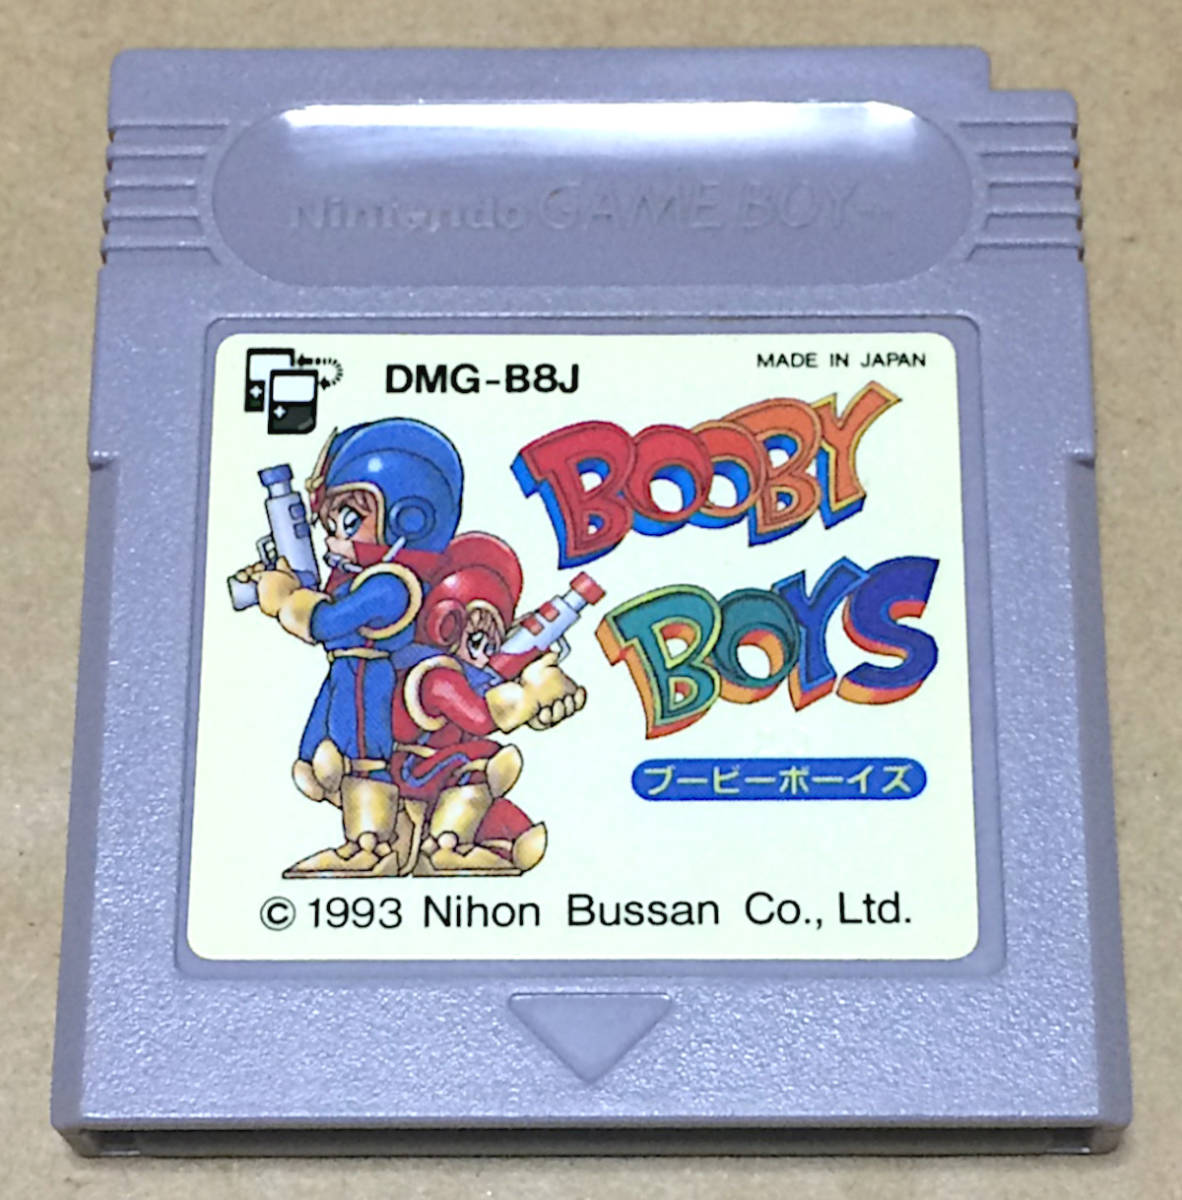 Nintendo GAME BOY
DMG-B8J
MADE IN JAPAN
BOOBY
BOYS
ブービーボーイズ
© 1993 Nihon Bussan Co., Ltd.